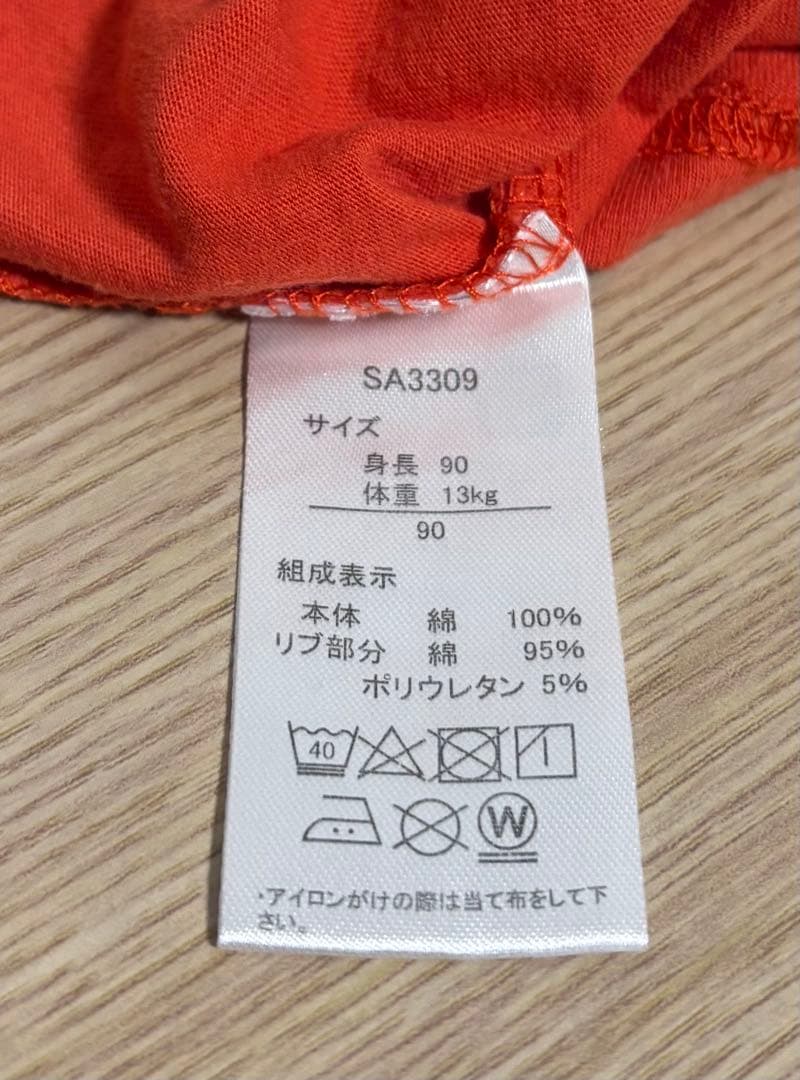 SA3309
サイズ
身長 90
体重 13kg
90
組成表示
本体 綿 100%
リブ部分 綿 95%
ポリウレタン 5%
40
W
・アイロンがけの際は当て布をして下
さい。